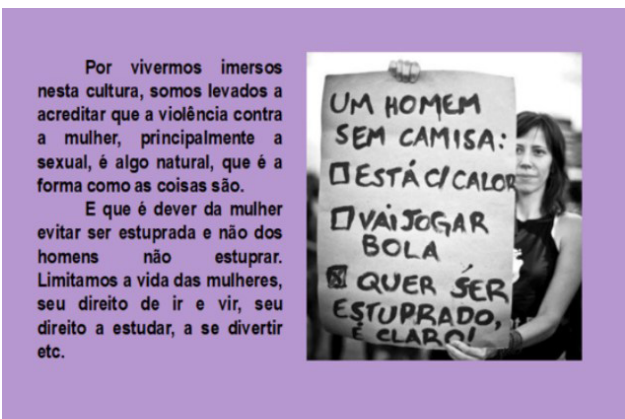 Por vivermos imersos
nesta cultura, somos levados a
acreditar que a violência contra
a mulher, principalmente a
sexual, é algo natural, que é a
forma como as coisas são.
E que é dever da mulher
evitar ser estuprada e não dos
homens não estuprar.
Limitamos a vida das mulheres,
seu direito de ir e vir, seu
direito a estudar, a se divertir
etc.
UM HOMEM
SEM CAMISA:
ESTÁ C/ CALOR
VAI JOGAR
BOLA
QUER SER
ESTUPRADO,
É CLARO!